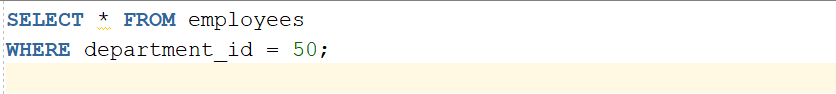 SELECT * FROM employees
WHERE department_id = 50;